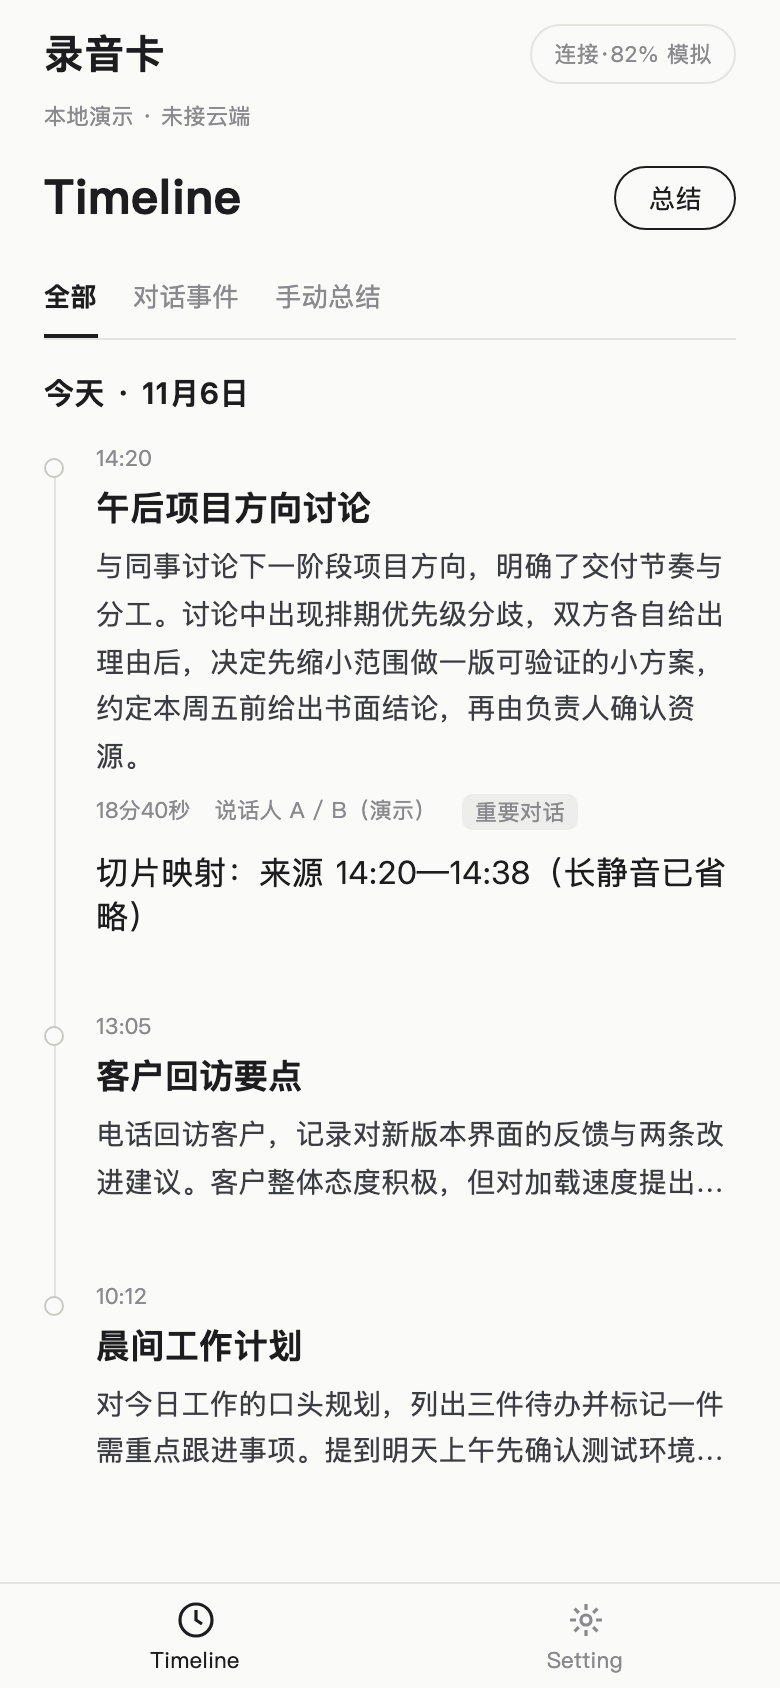 录音卡
连接·82% 模拟
本地演示 · 未接云端
Timeline
总结
全部 对话事件 手动总结
今天 · 11月6日
14:20
午后项目方向讨论
与同事讨论下一阶段项目方向，明确了交付节奏与
分工。讨论中出现排期优先级分歧，双方各自给出
理由后，决定先缩小范围做一版可验证的小方案，
约定本周五前给出书面结论，再由负责人确认资
源。
18分40秒 说话人 A / B（演示） 重要对话
切片映射：来源 14:20—14:38（长静音已省
略）
13:05
客户回访要点
电话回访客户，记录对新版本界面的反馈与两条改
进建议。客户整体态度积极，但对加载速度提出…
10:12
晨间工作计划
对今日工作的口头规划，列出三件待办并标记一件
需重点跟进事项。提到明天上午先确认测试环境…
Timeline
Setting